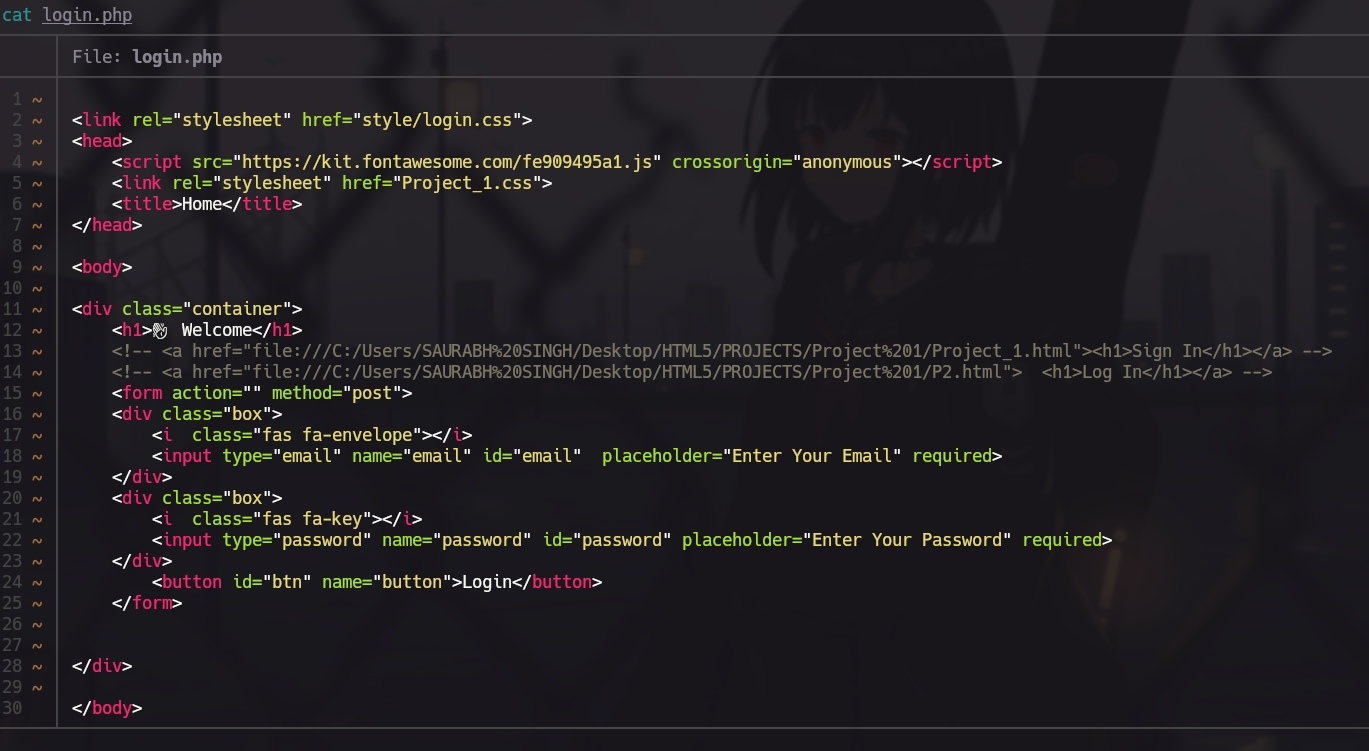 cat login.php
File: login.php
1 ~
2 ~ <link rel="stylesheet" href="style/login.css">
3 ~ <head>
4 ~     <script src="https://kit.fontawesome.com/fe909495a1.js" crossorigin="anonymous"></script>
5 ~     <link rel="stylesheet" href="Project_1.css">
6 ~     <title>Home</title>
7 ~ </head>
8 ~
9 ~ <body>
10 ~
11 ~ <div class="container">
12 ~     <h1>👋 Welcome</h1>
13 ~     <!-- <a href="file:///C:/Users/SAURABH%20SINGH/Desktop/HTML5/PROJECTS/Project%201/Project_1.html"><h1>Sign In</h1></a> -->
14 ~     <!-- <a href="file:///C:/Users/SAURABH%20SINGH/Desktop/HTML5/PROJECTS/Project%201/P2.html">  <h1>Log In</h1></a> -->
15 ~     <form action="" method="post">
16 ~     <div class="box">
17 ~         <i  class="fas fa-envelope"></i>
18 ~         <input type="email" name="email" id="email"  placeholder="Enter Your Email" required>
19 ~     </div>
20 ~     <div class="box">
21 ~         <i  class="fas fa-key"></i>
22 ~         <input type="password" name="password" id="password" placeholder="Enter Your Password" required>
23 ~     </div>
24 ~         <button id="btn" name="button">Login</button>
25 ~     </form>
26 ~
27 ~
28 ~ </div>
29 ~
30   </body>